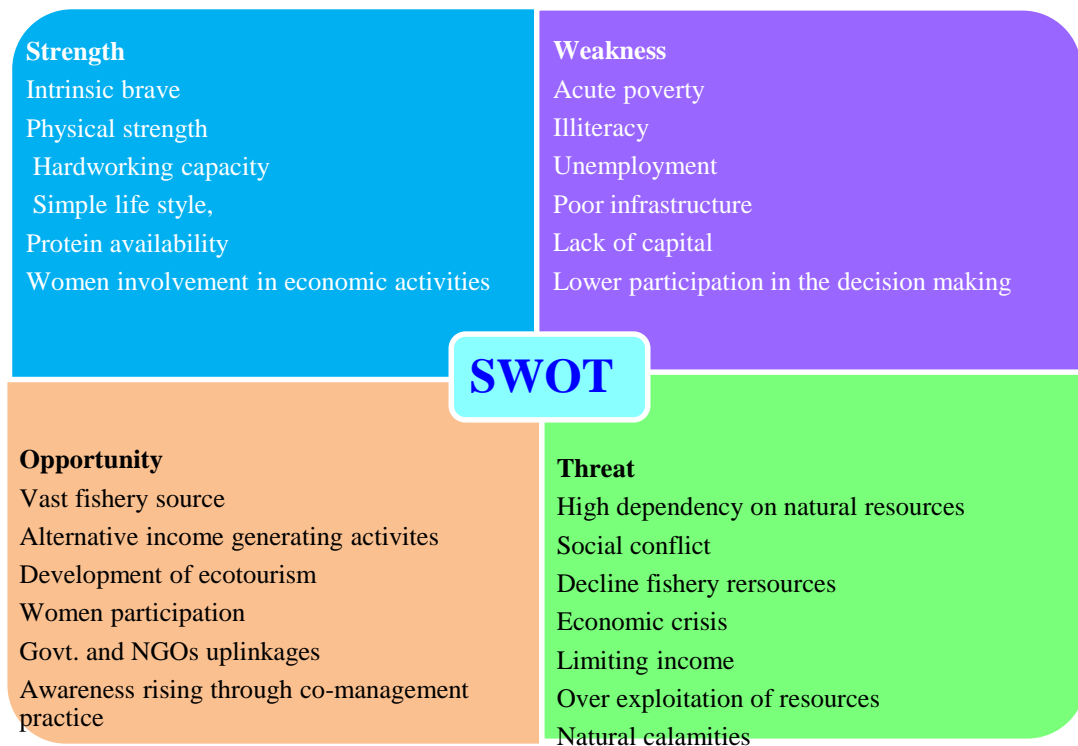 Strength
Intrinsic brave
Physical strength
Hardworking capacity
Simple life style,
Protein availability
Women involvement in economic activities
Weakness
Acute poverty
Illiteracy
Unemployment
Poor infrastructure
Lack of capital
Lower participation in the decision making
SWOT
Opportunity
Vast fishery source
Alternative income generating activites
Development of ecotourism
Women participation
Govt. and NGOs uplinkages
Awareness rising through co-management
practice
Threat
High dependency on natural resources
Social conflict
Decline fishery rersources
Economic crisis
Limiting income
Over exploitation of resources
Natural calamities